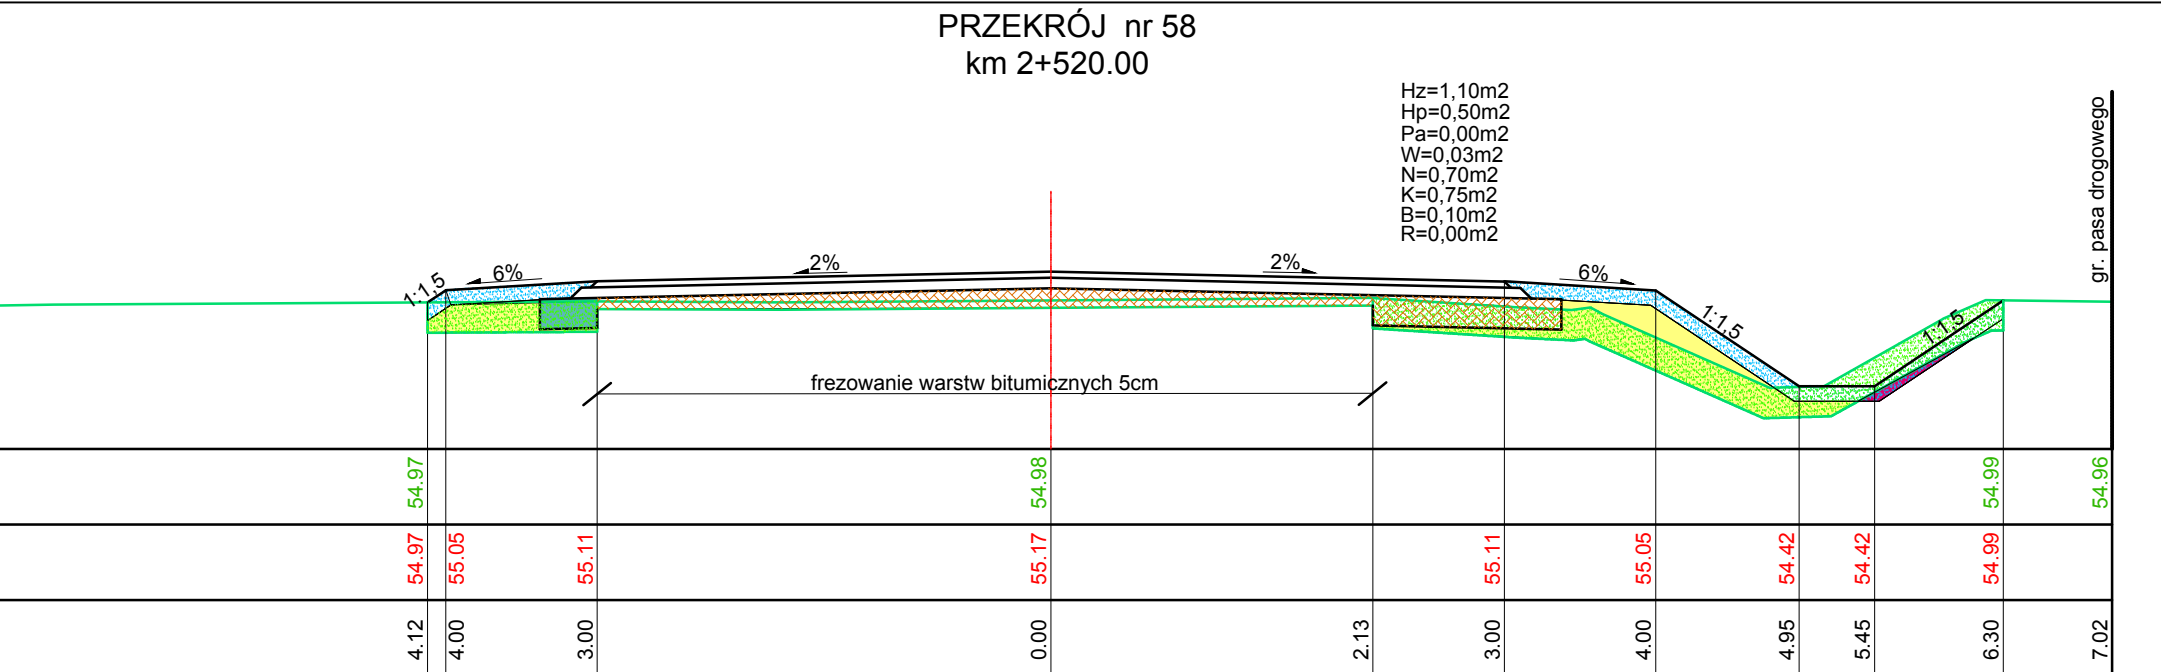 PRZEKRÓJ nr 58
km 2+520.00
Hz=1,10m2
Hp=0,50m2
Pa=0,00m2
W=0,03m2
N=0,70m2
K=0,75m2
B=0,10m2
R=0,00m2
gr. pasa drogowego
1:1,5
6%
2%
2%
6%
1:1,5
1:1,5
frezowanie warstw bitumicznych 5cm
54.97 54.98 54.99 54.96
54.97 55.05 55.11 55.17 55.11 55.05 54.42 54.42 54.99
4.12 4.00 3.00 0.00 2.13 3.00 4.00 4.95 5.45 6.30 7.02